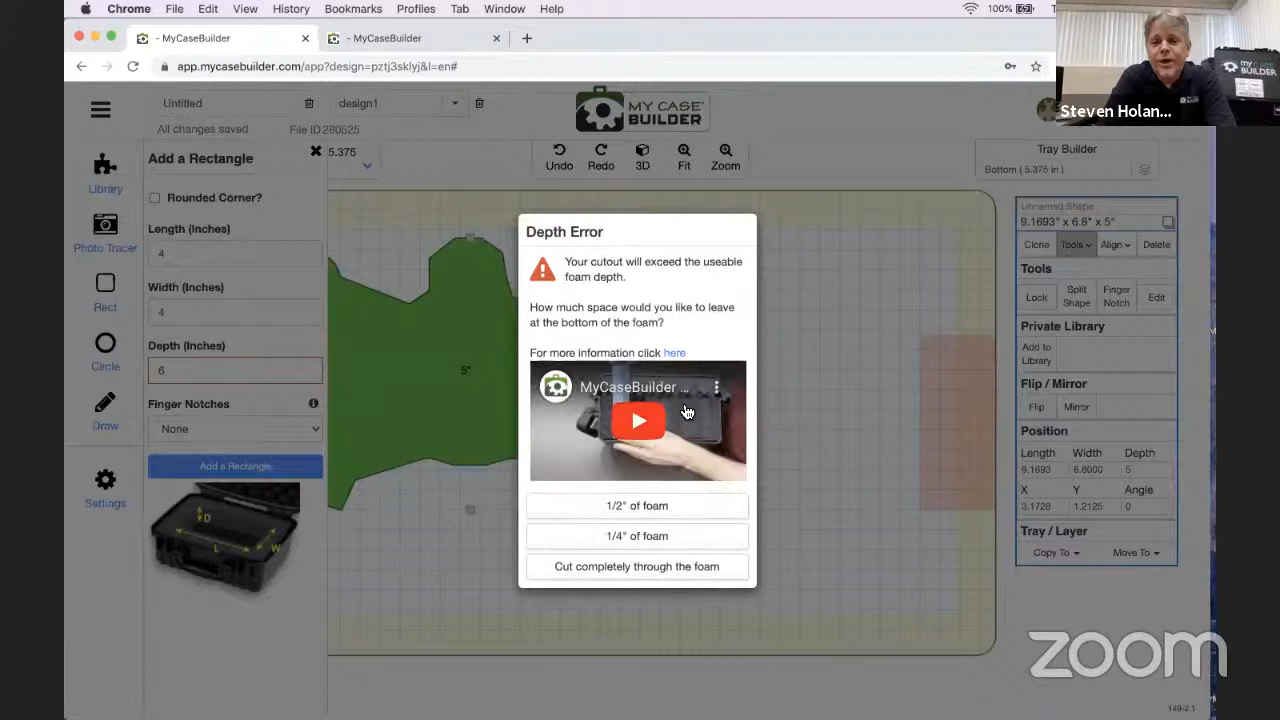 Chrome File Edit View History Bookmarks Profiles Tab Window Help 100%
- MyCaseBuilder
- MyCaseBuilder
app.mycasebuilder.com/app?design=pztj3sklyj&l=en#
Untitled
design1
All changes saved
File ID 280525
MY CASE BUILDER
MY CASE BUILDER
Steven Holan...
Library
Photo Tracer
Rect
Circle
Draw
Settings
Add a Rectangle
Rounded Corner?
Length (Inches)
4
Width (Inches)
4
Depth (Inches)
6
Finger Notches
None
Add a Rectangle
D
L
W
5.375
Undo
Redo
3D
Fit
Zoom
5"
Depth Error
Your cutout will exceed the useable
foam depth.
How much space would you like to leave
at the bottom of the foam?
For more information click here
MyCaseBuilder ...
1/2" of foam
1/4" of foam
Cut completely through the foam
Tray Builder
Bottom ( 5.375 in )
Unnamed Shape
9.1693" x 6.8" x 5"
Clone Tools Align Delete
Tools
Lock
Split Shape
Finger Notch
Edit
Private Library
Add to Library
Flip / Mirror
Flip Mirror
Position
Length Width Depth
9.1693 6.8000 5
X Y Angle
3.1728 1.2125 0
Tray / Layer
Copy To Move To
zoom
149-2.1